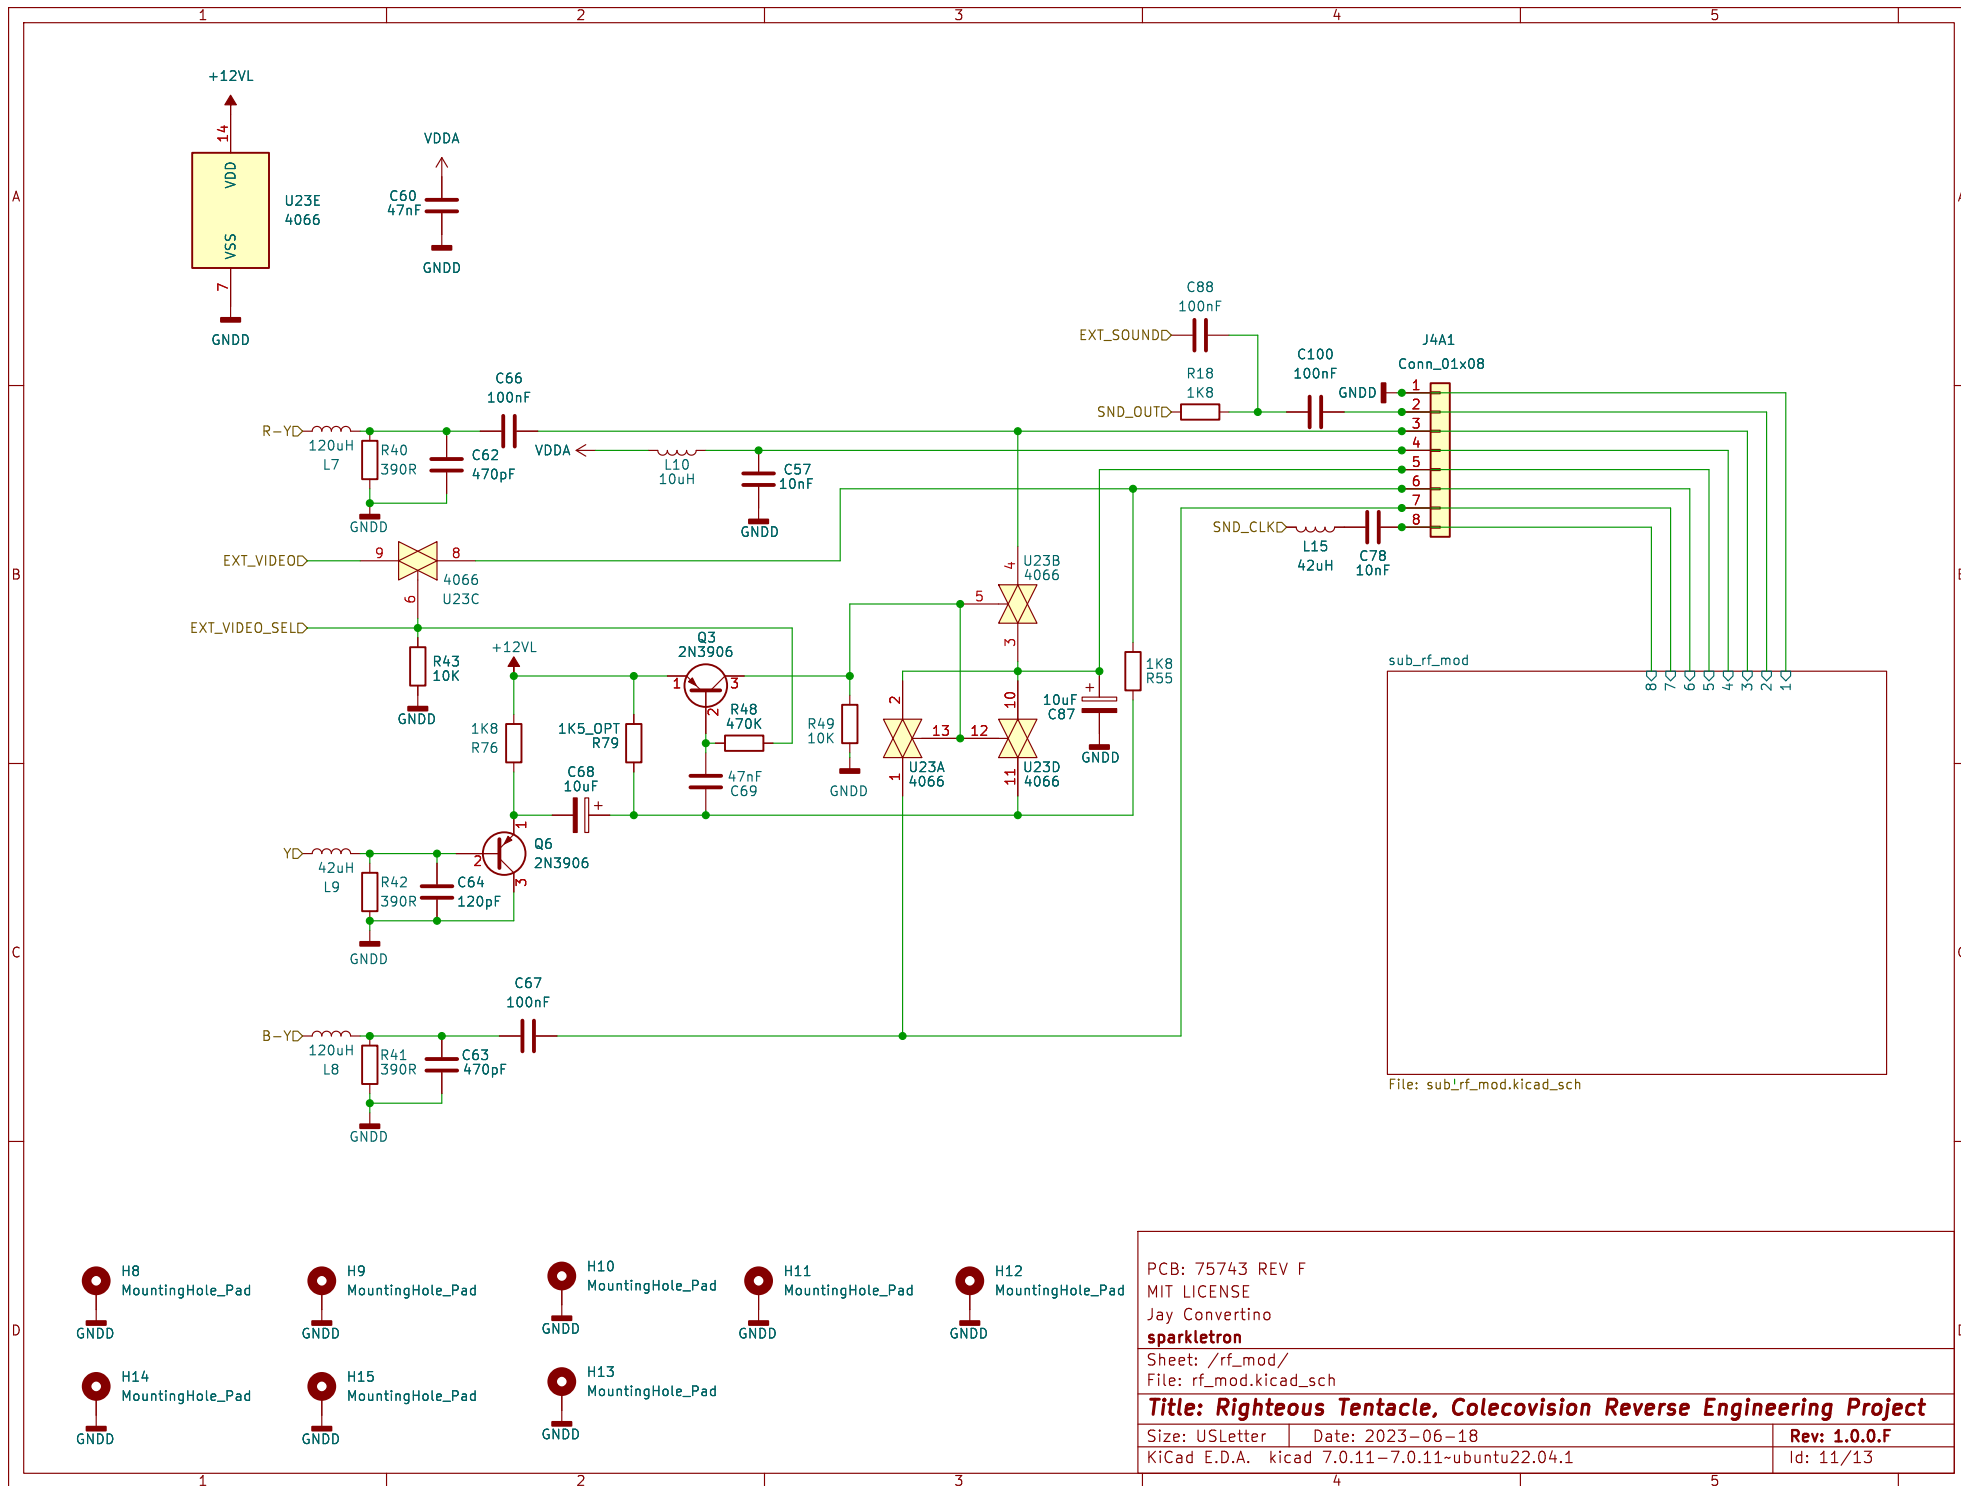 1 2 3 4 5
+12VL
14
VDD
VSS
7
U23E
4066
GNDD
VDDA
C60
47nF
GNDD
A
B
C
D
C88
100nF
EXT_SOUND
R18
1K8
SND_OUT
C100
100nF
GNDD
J4A1
Conn_01x08
1
2
3
4
5
6
7
8
C66
100nF
R-Y
120uH
L7
R40
390R
C62
470pF
GNDD
VDDA
L10
10uH
C57
10nF
GNDD
SND_CLK
L15
42uH
C78
10nF
EXT_VIDEO
9
8
6
4066
U23C
EXT_VIDEO_SEL
R43
10K
GNDD
+12VL
Q3
2N3906
1
3
2
1K8
R76
1K5_OPT
R79
R48
470K
R49
10K
GNDD
C68
10uF
+
47nF
C69
4
U23B
4066
5
3
2
13
12
10
U23A
4066
1
U23D
4066
11
+
10uF
C87
GNDD
1K8
R55
sub_rf_mod
8 7 6 5 4 3 2 1
File: sub_rf_mod.kicad_sch
Y
42uH
L9
R42
390R
C64
120pF
GNDD
1
2
3
Q6
2N3906
C67
100nF
B-Y
120uH
L8
R41
390R
C63
470pF
GNDD
H8
MountingHole_Pad
GNDD
H9
MountingHole_Pad
GNDD
H10
MountingHole_Pad
GNDD
H11
MountingHole_Pad
GNDD
H12
MountingHole_Pad
GNDD
H14
MountingHole_Pad
GNDD
H15
MountingHole_Pad
GNDD
H13
MountingHole_Pad
GNDD
PCB: 75743 REV F
MIT LICENSE
Jay Convertino
sparkletron
Sheet: /rf_mod/
File: rf_mod.kicad_sch
Title: Righteous Tentacle, Colecovision Reverse Engineering Project
Size: USLetter Date: 2023-06-18 Rev: 1.0.0.F
KiCad E.D.A. kicad 7.0.11-7.0.11~ubuntu22.04.1 Id: 11/13
1 2 3 4 5